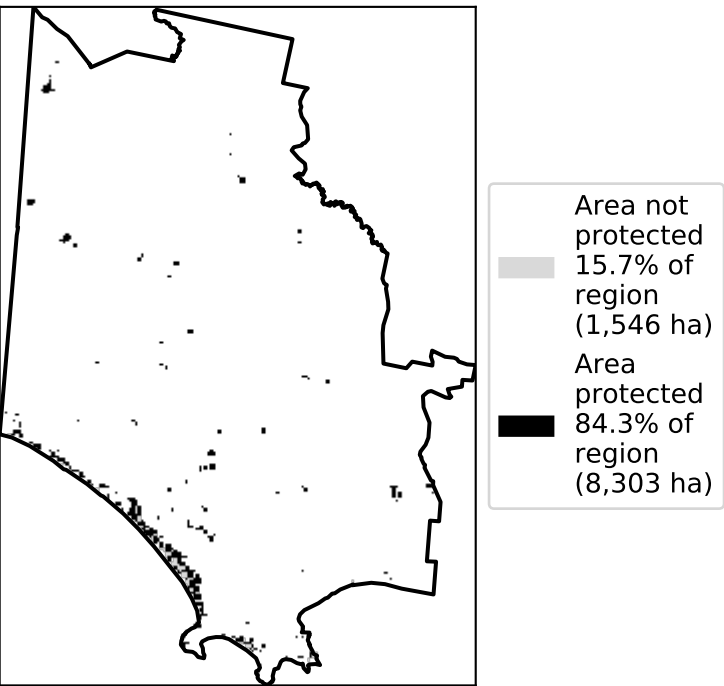 Area not
protected
15.7% of
region
(1,546 ha)
Area
protected
84.3% of
region
(8,303 ha)